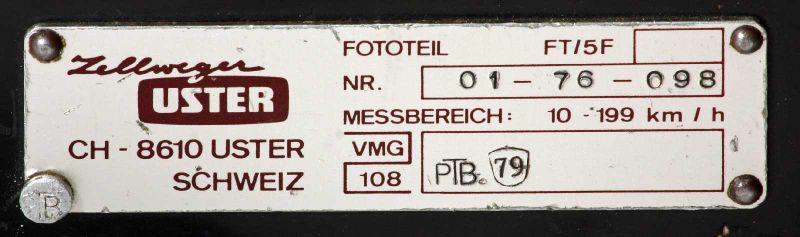 Zellweger
USTER
CH - 8610 USTER
SCHWEIZ
FOTOTEIL FT/5F
NR. 01 - 76 - 098
MESSBEREICH: 10 - 199 km / h
VMG
108
PTB. 79